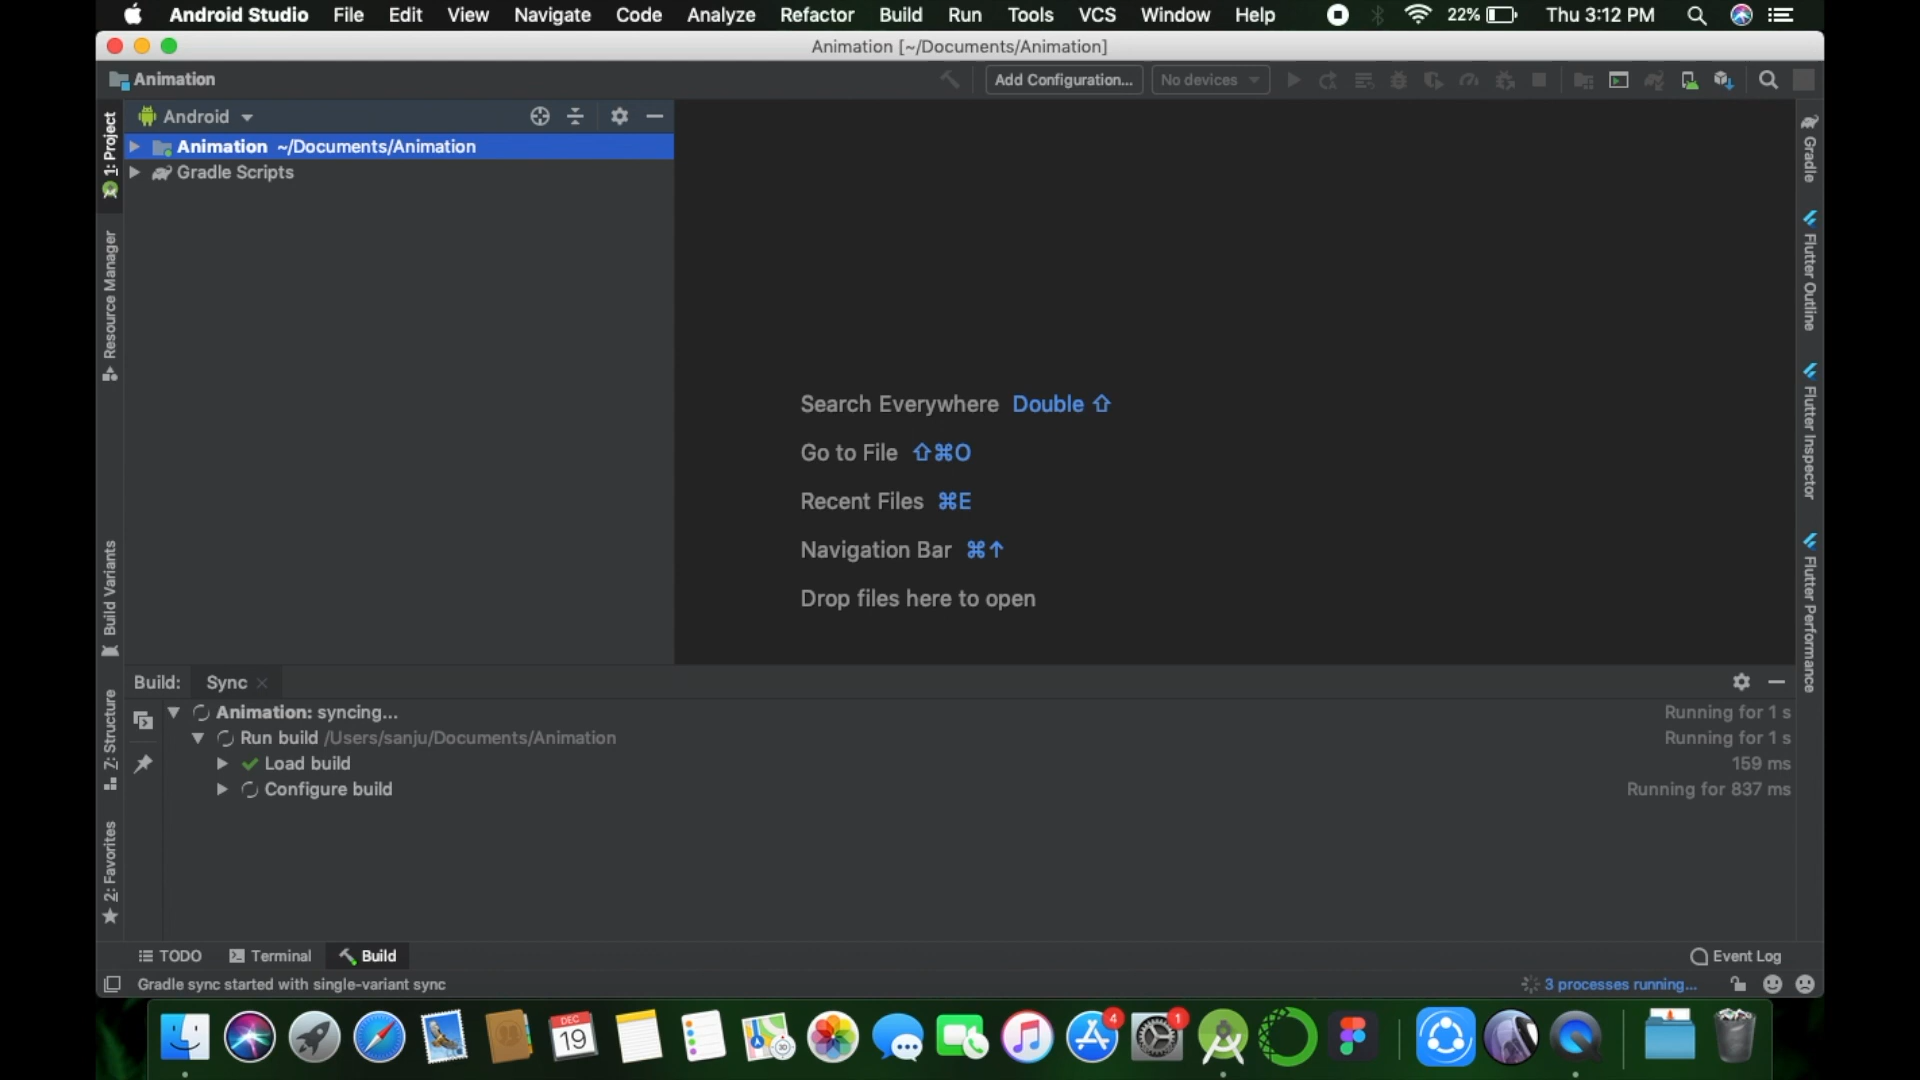 Android Studio File Edit View Navigate Code Analyze Refactor Build Run Tools VCS Window Help 22% Thu 3:12 PM
Animation [~/Documents/Animation]
Animation Add Configuration... No devices
1: Project
Resource Manager
Build Variants
Z: Structure
2: Favorites
Android
Animation ~/Documents/Animation
Gradle Scripts
Search Everywhere Double ⇧
Go to File ⇧⌘O
Recent Files ⌘E
Navigation Bar ⌘↑
Drop files here to open
Gradle
Flutter Outline
Flutter Inspector
Flutter Performance
Build: Sync
Animation: syncing... Running for 1 s
Run build /Users/sanju/Documents/Animation Running for 1 s
Load build 159 ms
Configure build Running for 837 ms
TODO Terminal Build Event Log
Gradle sync started with single-variant sync 3 processes running...
DEC
19
3D
4
1